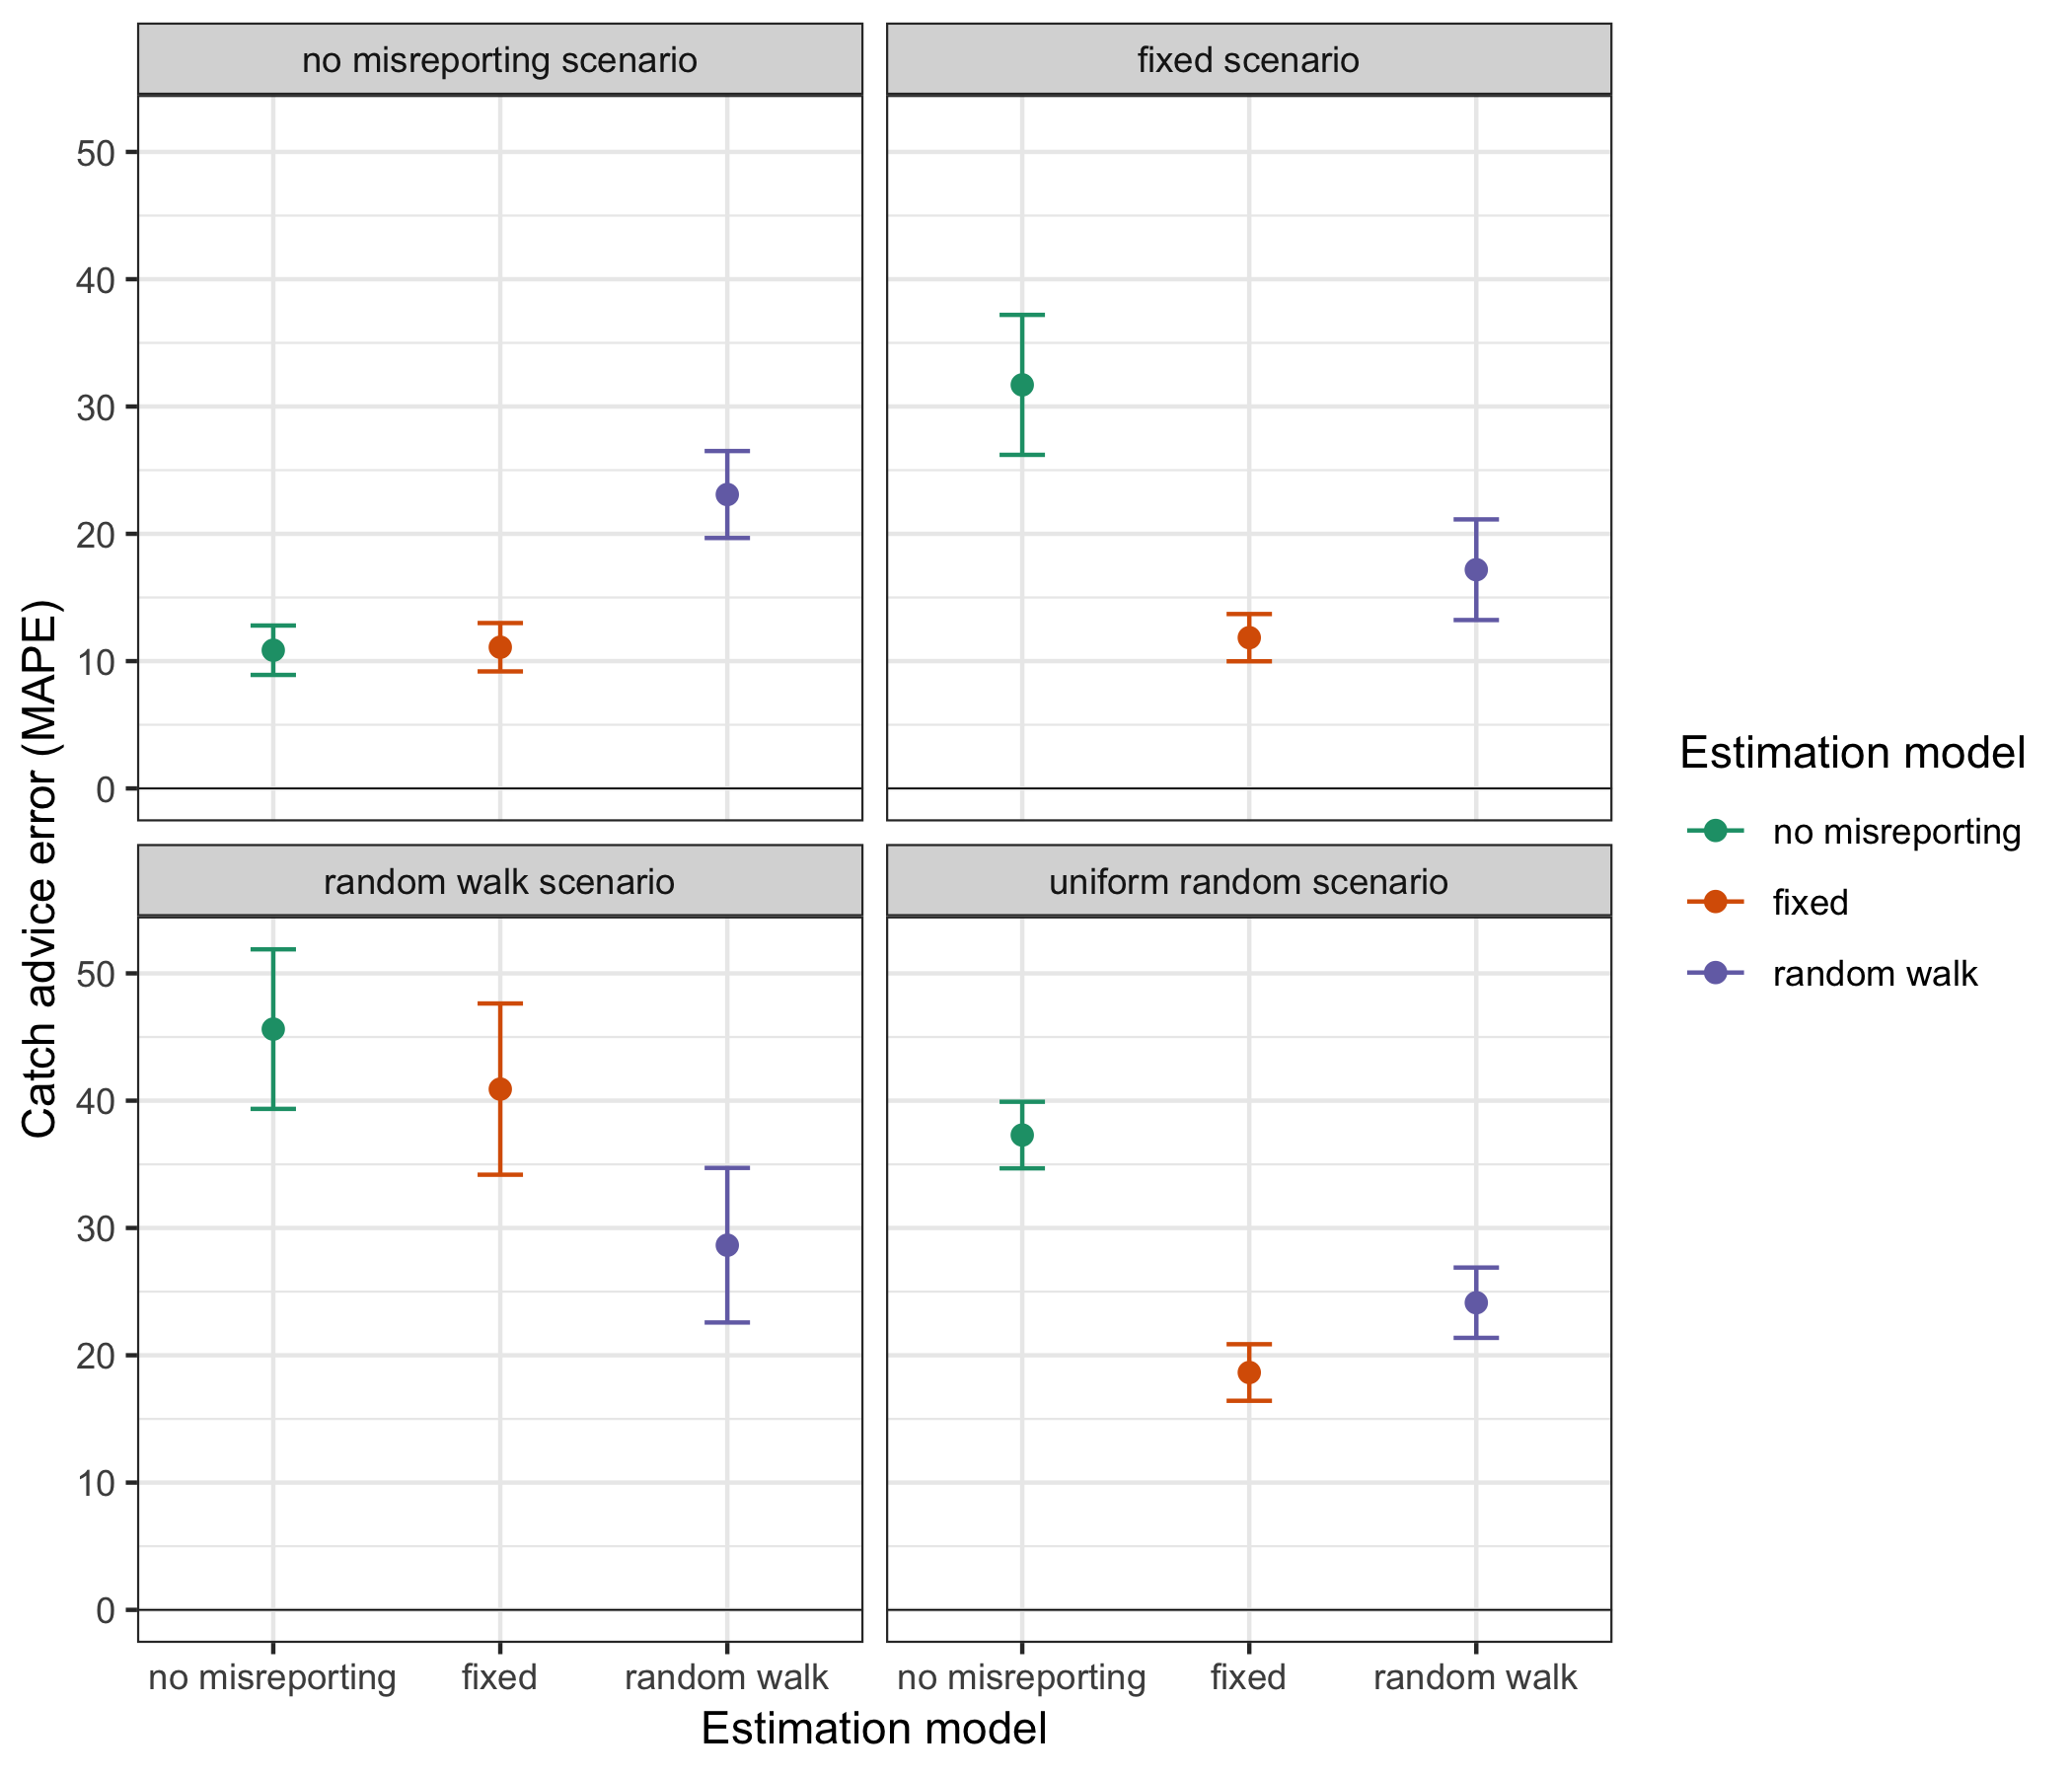 no misreporting scenario
fixed scenario
50
40
30
20
10
0
random walk scenario
uniform random scenario
50
40
30
20
10
0
no misreporting
fixed
random walk
no misreporting
fixed
random walk
Estimation model
Catch advice error (MAPE)
Estimation model
no misreporting
fixed
random walk